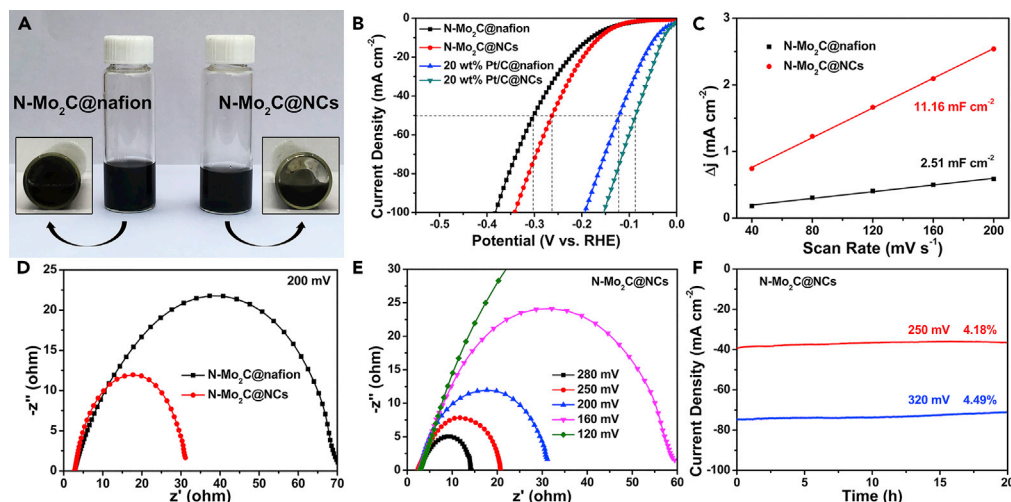 A
N-Mo₂C@nafion
N-Mo₂C@NCs
B
Current Density (mA cm⁻²)
0
-20
-40
-60
-80
-100
N-Mo₂C@nafion
N-Mo₂C@NCs
20 wt% Pt/C@nafion
20 wt% Pt/C@NCs
-0.5
-0.4
-0.3
-0.2
-0.1
0.0
Potential (V vs. RHE)
C
Δj (mA cm⁻²)
3
2
1
0
N-Mo₂C@nafion
N-Mo₂C@NCs
11.16 mF cm⁻²
2.51 mF cm⁻²
40
80
120
160
200
Scan Rate (mV s⁻¹)
D
-z'' (ohm)
25
20
15
10
5
0
200 mV
N-Mo₂C@nafion
N-Mo₂C@NCs
0
10
20
30
40
50
60
70
z' (ohm)
E
-z'' (ohm)
30
25
20
15
10
5
0
N-Mo₂C@NCs
280 mV
250 mV
200 mV
160 mV
120 mV
0
10
20
30
40
50
60
z' (ohm)
F
Current Density (mA cm⁻²)
0
-20
-40
-60
-80
-100
N-Mo₂C@NCs
250 mV 4.18%
320 mV 4.49%
0
5
10
15
20
Time (h)